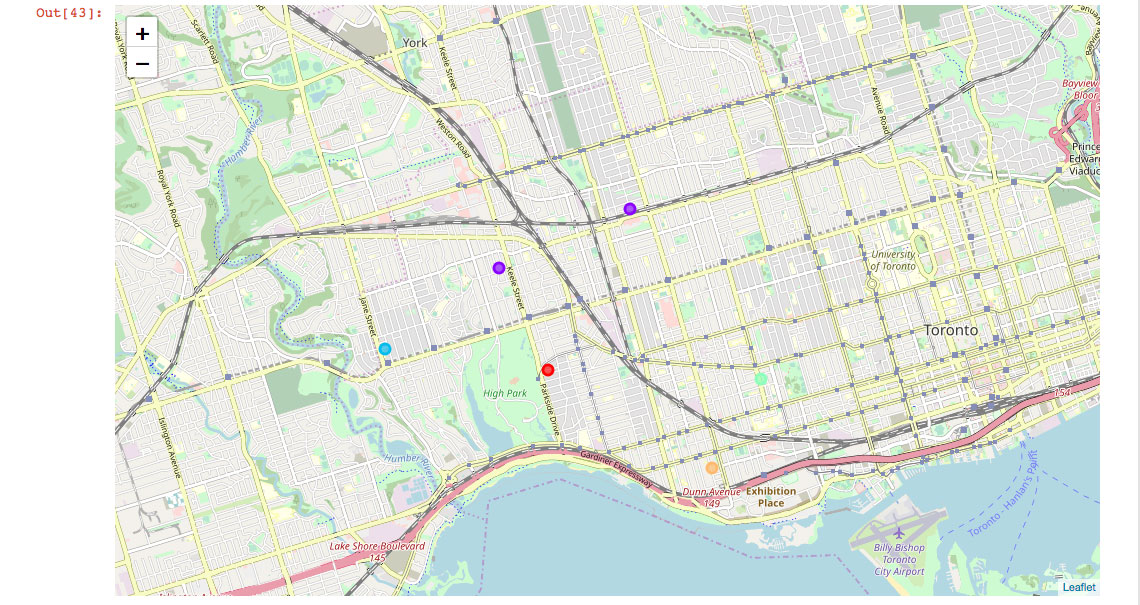 Out[43]:
+
−
Scarlett Road
York
Keele Street
Bayview
Bloor
Avenue Road
Prince
Edward
Viaduc
Humber River
Weston Road
Royal York Road
University
of Toronto
Keele Street
Jane Street
Toronto
High Park
Parkside Drive
154
Islington Avenue
Humber River
Gardiner Expressway
Dunn Avenue
149
Exhibition
Place
Toronto - Hanlan's Point
Lake Shore Boulevard
145
Billy Bishop
Toronto
City Airport
Leaflet